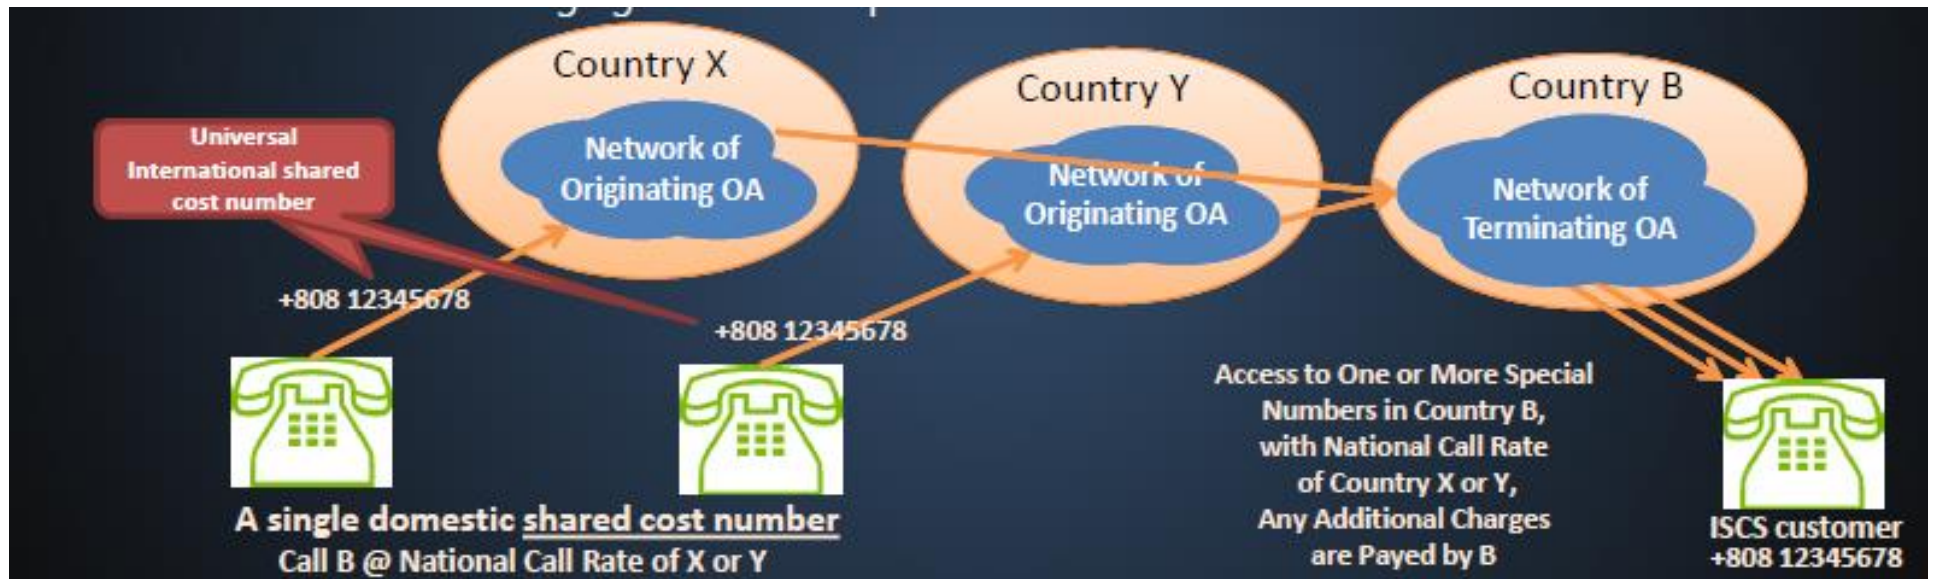 Country X
Country Y
Country B
Universal
International shared
cost number
Network of
Originating OA
Network of
Originating OA
Network of
Terminating OA
+808 12345678
+808 12345678
A single domestic shared cost number
Call B @ National Call Rate of X or Y
Access to One or More Special
Numbers in Country B,
with National Call Rate
of Country X or Y,
Any Additional Charges
are Payed by B
ISCS customer
+808 12345678